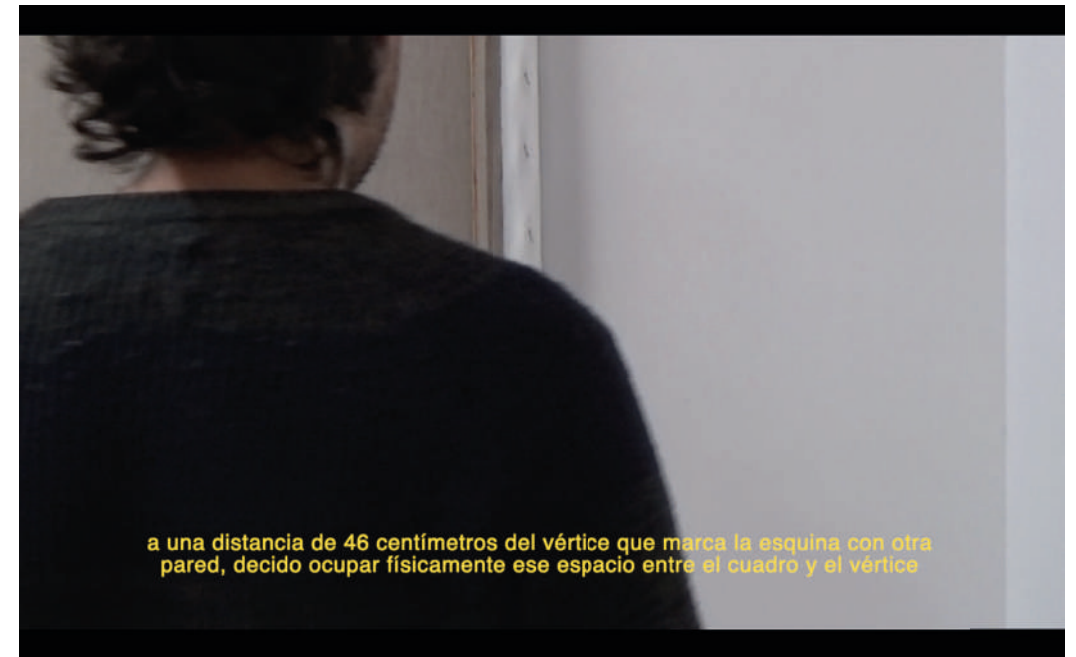 a una distancia de 46 centímetros del vértice que marca la esquina con otra
pared, decido ocupar físicamente ese espacio entre el cuadro y el vértice